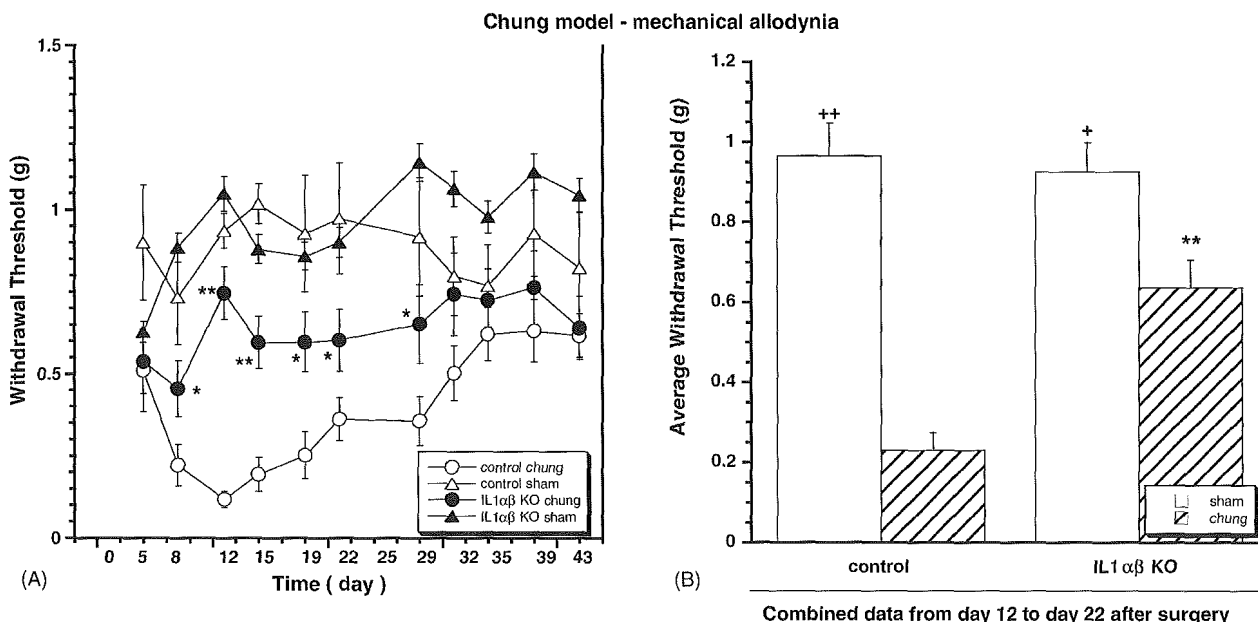 Chung model - mechanical allodynia
1.5
1
0.5
0
Withdrawal Threshold (g)
**
*
**
*
*
*
control chung
control sham
IL1αβ KO chung
IL1αβ KO sham
0 5 8 12 15 19 22 29 35 39 43
Time ( day )
(A)
1.2
1
0.8
0.6
0.4
0.2
0
Average Withdrawal Threshold (g)
++
+
**
sham
chung
control IL1αβ KO
(B)
Combined data from day 12 to day 22 after surgery